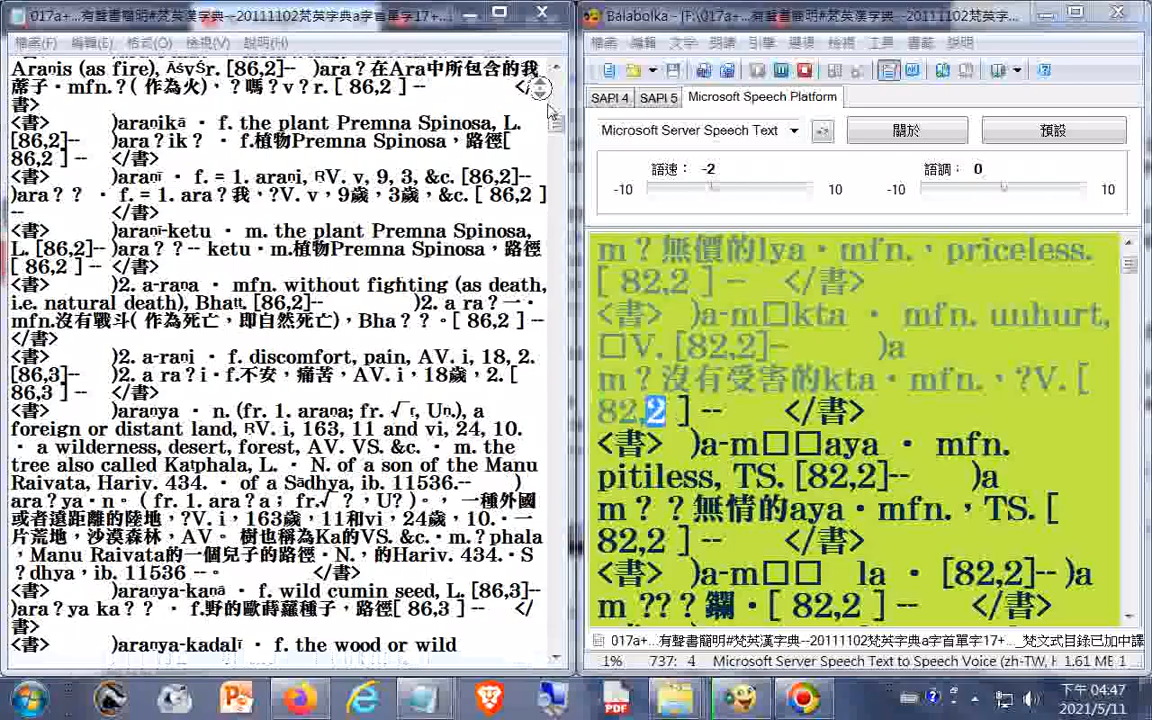 017a+...有聲書簡明#梵英漢字典--20111102梵英字典a字首單字17+...
檔案(F) 編輯(E) 格式(O) 檢視(V) 說明(H)
Araṇis (as fire), ĀśvŚr. [86,2]-- )ara？在Ara中所包含的我
蓆子‧mfn.？( 作為火)，？嗎？v？r. [ 86,2 ] -- </
書>
<書> )araṇikā ‧ f. the plant Premna Spinosa, L.
[86,2]-- )ara？ik？ ‧ f.植物Premna Spinosa，路徑[
86,2 ] -- </書>
<書> )araṇī ‧ f. = 1. araṇi, ṚV. v, 9, 3, &c. [86,2]--
)ara？？ ‧ f. = 1. ara？我，?V. v，9歲，3歲，&c. [ 86,2 ]
-- </書>
<書> )araṇī-ketu ‧ m. the plant Premna Spinosa,
L. [86,2]-- )ara？？-- ketu‧m.植物Premna Spinosa，路徑
[ 86,2 ] -- </書>
<書> )2. a-raṇa ‧ mfn. without fighting (as death,
i.e. natural death), Bhaṭṭ. [86,2]-- )2. a ra？一‧
mfn.沒有戰斗( 作為死亡，即自然死亡)，Bha？？。[ 86,2 ] --
</書>
<書> )2. a-rani ‧ f. discomfort, pain, AV. i, 18, 2.
[86,3]-- )2. a ra？i‧f.不安，痛苦，AV. i，18歲，2. [
86,3 ] -- </書>
<書> )araṇya ‧ n. (fr. 1. araṇa; fr. √ṛ, Uṇ.), a
foreign or distant land, ṚV. i, 163, 11 and vi, 24, 10.
‧ a wilderness, desert, forest, AV. VS. &c. ‧ m. the
tree also called Kaṭphala, L. ‧ N. of a son of the Manu
Raivata, Hariv. 434. ‧ of a Sādhya, ib. 11536.-- )
ara？ya‧n。( fr. 1. ara？a；fr.√？，U?)。，一種外國
或者遠距離的陸地，?V. i，163歲，11和vi，24歲，10.‧一
片荒地，沙漠森林，AV。樹也稱為Ka的VS. &c.‧m.？phala
，Manu Raivata的一個兒子的路徑‧N.，的Hariv. 434.‧S
？dhya，ib. 11536 --。 </書>
<書> )araṇya-kaṇā ‧ f. wild cumin seed, L. [86,3]--
)ara？ya ka？？ ‧ f.野的歐蒔蘿種子，路徑[ 86,3 ] -- </
書>
<書> )araṇya-kadalī ‧ f. the wood or wild
Balabolka - [F:\017a+...有聲書簡明#梵英漢字典--20111102梵英字...
檔案 編輯 文字 朗讀 引擎 選項 檢視 工具 書籤 說明
SAPI 4 SAPI 5 Microsoft Speech Platform
Microsoft Server Speech Text 關於 預設
語速： -2 語調： 0
-10 10 -10 10
m？無價的lya‧mfn.，priceless.
[ 82,2 ] -- </書>
<書> )a-m□kta ‧ mfn. unhurt,
□V. [82,2]-- )a
m？沒有受害的kta‧mfn.，?V. [
82,2 ] -- </書>
<書> )a-m□□aya ‧ mfn.
pitiless, TS. [82,2]-- )a
m？？無情的aya‧mfn.，TS. [
82,2 ] -- </書>
<書> )a-m□□ la ‧ [82,2]-- )a
m ??？鑭‧[ 82,2 ] -- </書>
017a+...有聲書簡明#梵英漢字典--20111102梵英字典a字首單字17+..._梵文式目錄已加中譯
1% 737: 4 Microsoft Server Speech Text to Speech Voice (zh-TW, H 1.61 ME 1
下午 04:47
2021/5/11